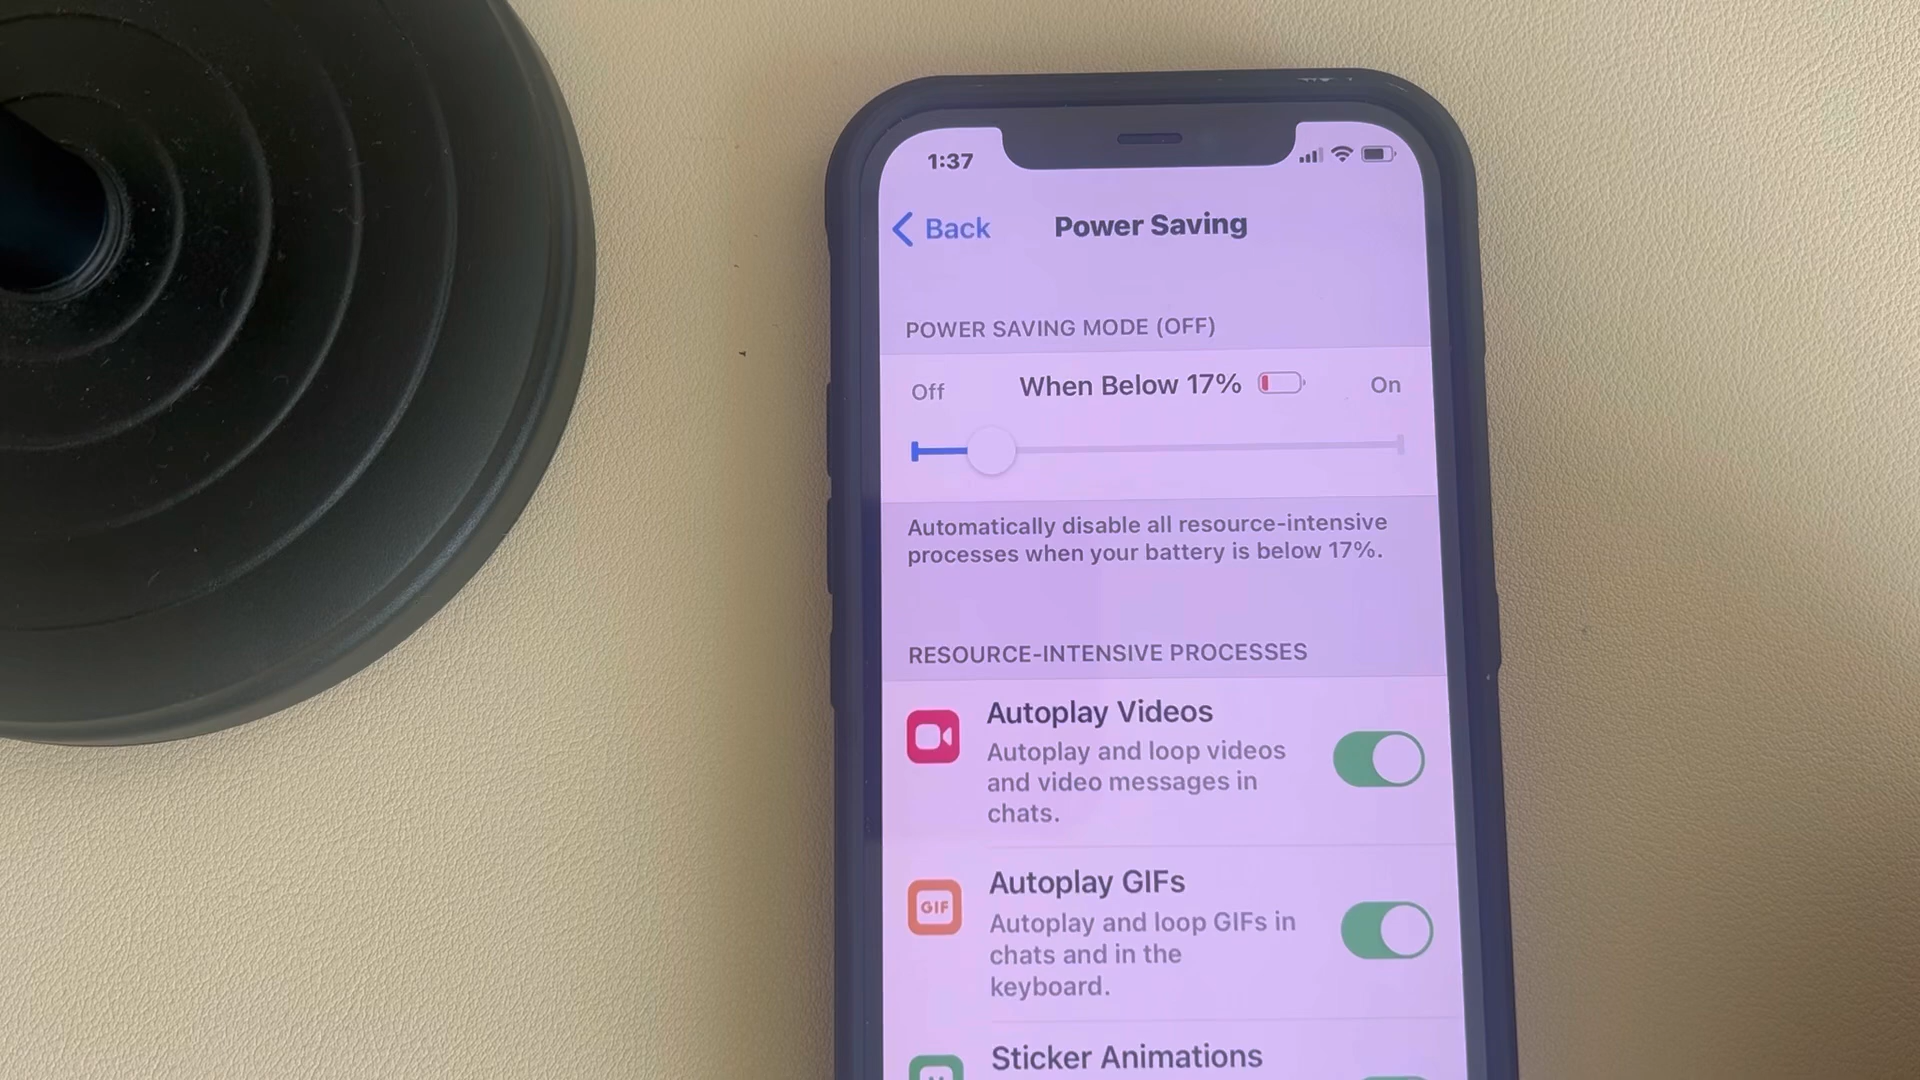 1:37
Back
Power Saving
POWER SAVING MODE (OFF)
Off
When Below 17%
On
Automatically disable all resource-intensive
processes when your battery is below 17%.
RESOURCE-INTENSIVE PROCESSES
Autoplay Videos
Autoplay and loop videos
and video messages in
chats.
GIF
Autoplay GIFs
Autoplay and loop GIFs in
chats and in the
keyboard.
Sticker Animations